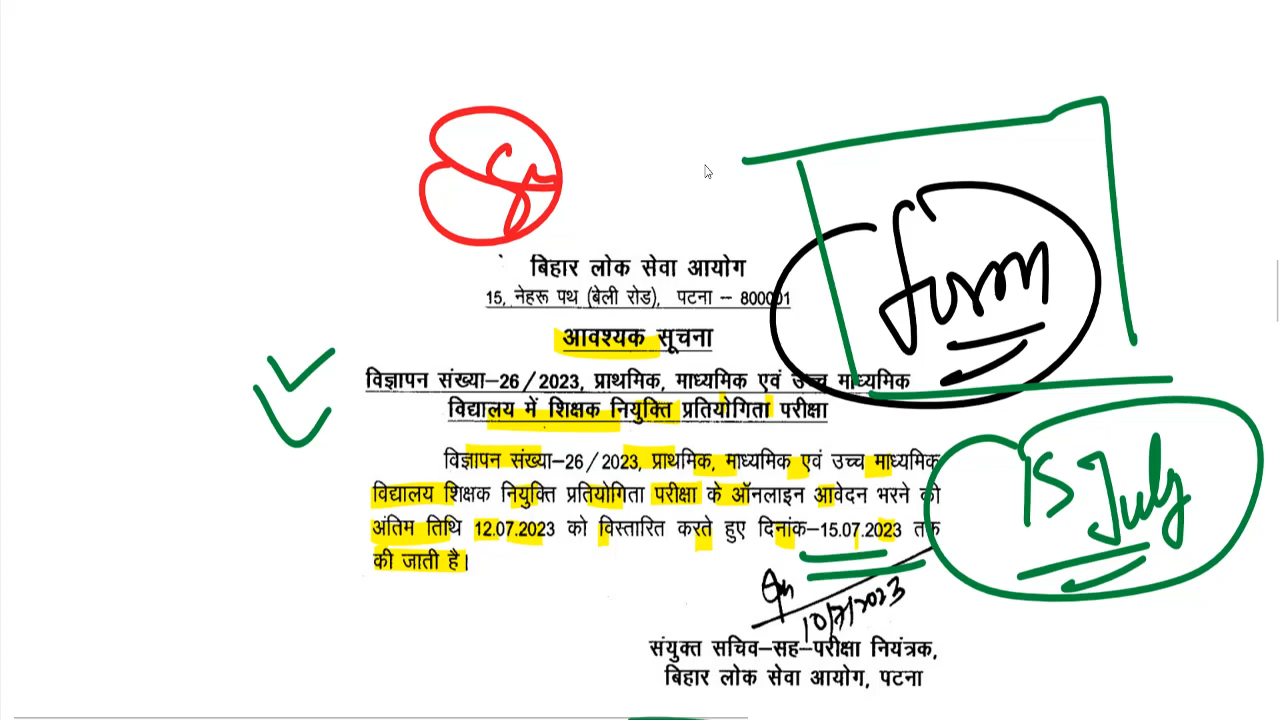 बिहार लोक सेवा आयोग
15, नेहरू पथ (बेली रोड), पटना – 800001
form
आवश्यक सूचना
विज्ञापन संख्या–26/2023, प्राथमिक, माध्यमिक एवं उच्च माध्यमिक
विद्यालय में शिक्षक नियुक्ति प्रतियोगिता परीक्षा
विज्ञापन संख्या–26/2023, प्राथमिक, माध्यमिक एवं उच्च माध्यमिक
विद्यालय शिक्षक नियुक्ति प्रतियोगिता परीक्षा के ऑनलाइन आवेदन भरने की
अंतिम तिथि 12.07.2023 को विस्तारित करते हुए दिनांक–15.07.2023 तक
की जाती है।
15 July
10/7/2023
संयुक्त सचिव–सह–परीक्षा नियंत्रक,
बिहार लोक सेवा आयोग, पटना